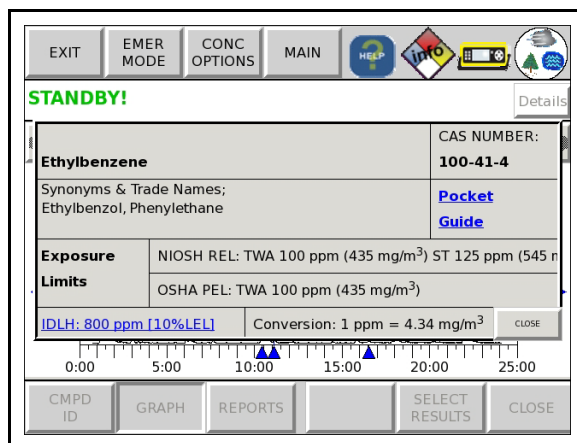 EXIT
EMER
MODE
CONC
OPTIONS
MAIN
HELP
info
STANDBY!
Details
Ethylbenzene
CAS NUMBER:
100-41-4
Synonyms & Trade Names;
Ethylbenzol, Phenylethane
Pocket
Guide
Exposure
Limits
NIOSH REL: TWA 100 ppm (435 mg/m³) ST 125 ppm (545 m
OSHA PEL: TWA 100 ppm (435 mg/m³)
IDLH: 800 ppm [10%LEL]
Conversion: 1 ppm = 4.34 mg/m³
CLOSE
0:00 5:00 10:00 15:00 20:00 25:00
CMPD
ID
GRAPH
REPORTS
SELECT
RESULTS
CLOSE